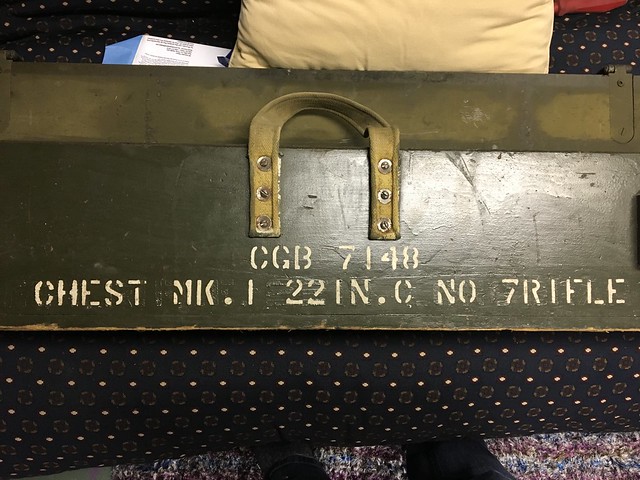 CGB 7148
CHEST MK.I 22IN.C NO 7RIFLE